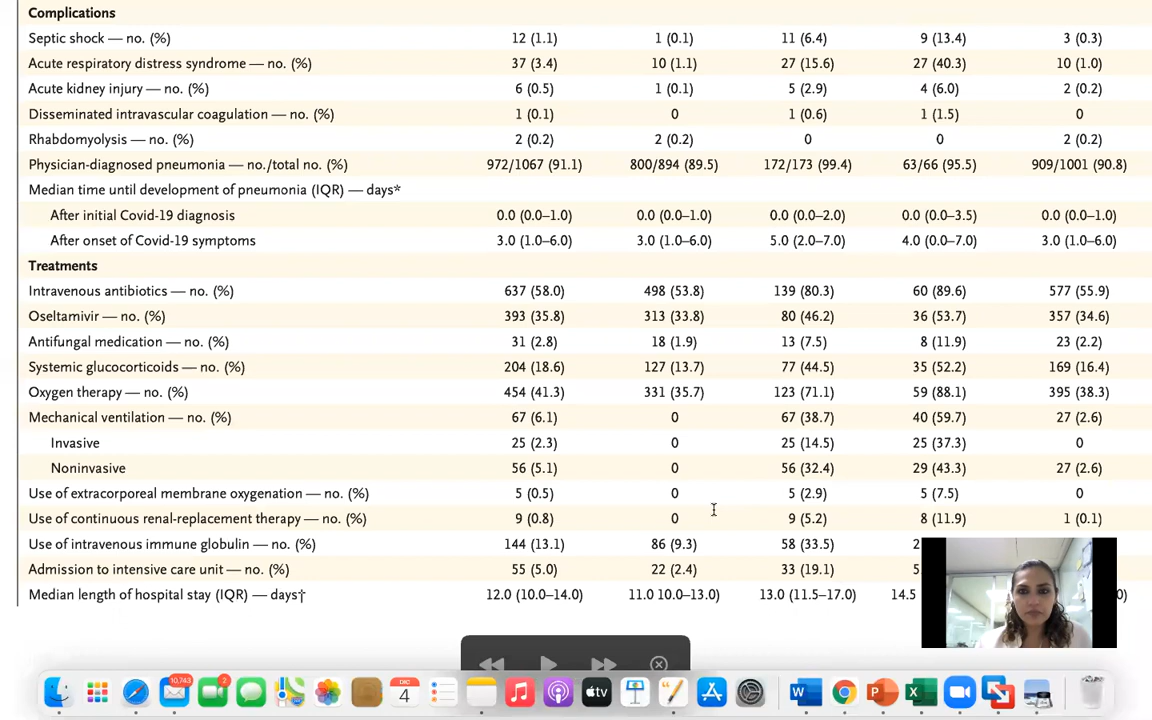 Complications
Septic shock — no. (%) 12 (1.1) 1 (0.1) 11 (6.4) 9 (13.4) 3 (0.3)
Acute respiratory distress syndrome — no. (%) 37 (3.4) 10 (1.1) 27 (15.6) 27 (40.3) 10 (1.0)
Acute kidney injury — no. (%) 6 (0.5) 1 (0.1) 5 (2.9) 4 (6.0) 2 (0.2)
Disseminated intravascular coagulation — no. (%) 1 (0.1) 0 1 (0.6) 1 (1.5) 0
Rhabdomyolysis — no. (%) 2 (0.2) 2 (0.2) 0 0 2 (0.2)
Physician-diagnosed pneumonia — no./total no. (%) 972/1067 (91.1) 800/894 (89.5) 172/173 (99.4) 63/66 (95.5) 909/1001 (90.8)
Median time until development of pneumonia (IQR) — days*
After initial Covid-19 diagnosis 0.0 (0.0–1.0) 0.0 (0.0–1.0) 0.0 (0.0–2.0) 0.0 (0.0–3.5) 0.0 (0.0–1.0)
After onset of Covid-19 symptoms 3.0 (1.0–6.0) 3.0 (1.0–6.0) 5.0 (2.0–7.0) 4.0 (0.0–7.0) 3.0 (1.0–6.0)
Treatments
Intravenous antibiotics — no. (%) 637 (58.0) 498 (53.8) 139 (80.3) 60 (89.6) 577 (55.9)
Oseltamivir — no. (%) 393 (35.8) 313 (33.8) 80 (46.2) 36 (53.7) 357 (34.6)
Antifungal medication — no. (%) 31 (2.8) 18 (1.9) 13 (7.5) 8 (11.9) 23 (2.2)
Systemic glucocorticoids — no. (%) 204 (18.6) 127 (13.7) 77 (44.5) 35 (52.2) 169 (16.4)
Oxygen therapy — no. (%) 454 (41.3) 331 (35.7) 123 (71.1) 59 (88.1) 395 (38.3)
Mechanical ventilation — no. (%) 67 (6.1) 0 67 (38.7) 40 (59.7) 27 (2.6)
Invasive 25 (2.3) 0 25 (14.5) 25 (37.3) 0
Noninvasive 56 (5.1) 0 56 (32.4) 29 (43.3) 27 (2.6)
Use of extracorporeal membrane oxygenation — no. (%) 5 (0.5) 0 5 (2.9) 5 (7.5) 0
Use of continuous renal-replacement therapy — no. (%) 9 (0.8) 0 9 (5.2) 8 (11.9) 1 (0.1)
Use of intravenous immune globulin — no. (%) 144 (13.1) 86 (9.3) 58 (33.5) 2
Admission to intensive care unit — no. (%) 55 (5.0) 22 (2.4) 33 (19.1) 5
Median length of hospital stay (IQR) — days† 12.0 (10.0–14.0) 11.0 10.0–13.0) 13.0 (11.5–17.0) 14.5 0)
10,743 2 DIC 4 tv W P X